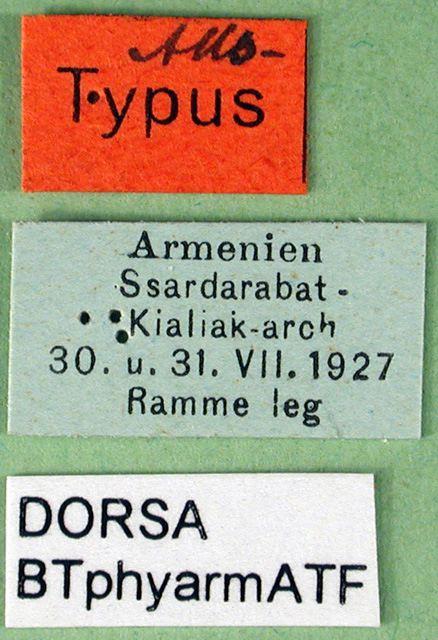 Allo-
Typus
Armenien
Ssardarabat-
Kialiak-arch
30. u. 31. VII. 1927
Ramme leg
DORSA
BTphyarmATF